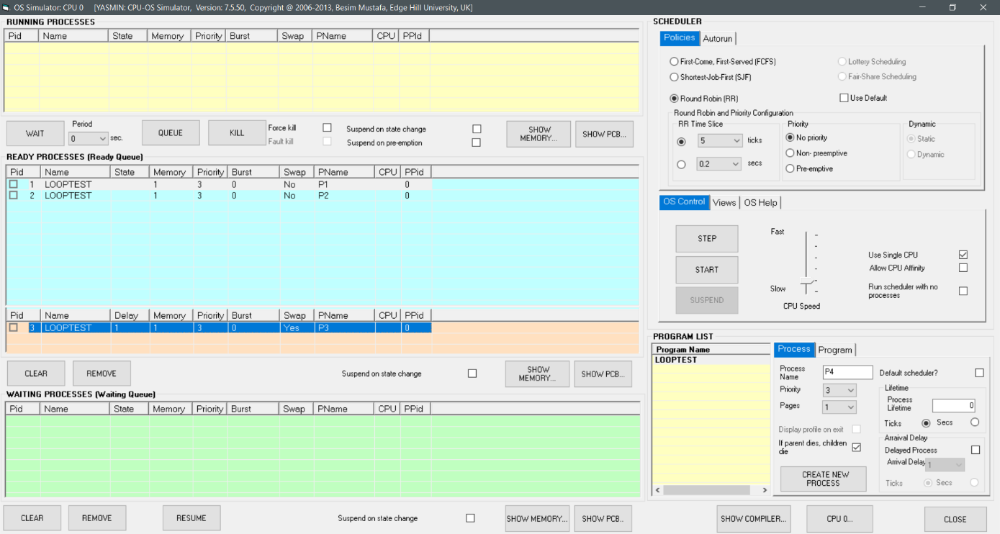 OS Simulator: CPU 0 [YASMIN: CPU-OS Simulator, Version: 7.5.50, Copyright @ 2006-2013, Besim Mustafa, Edge Hill University, UK]
RUNNING PROCESSES
Pid Name State Memory Priority Burst Swap PName CPU PPId
WAIT
Period
0 sec.
QUEUE
KILL
Force kill
Fault kill
Suspend on state change
Suspend on pre-emption
SHOW MEMORY...
SHOW PCB...
READY PROCESSES (Ready Queue)
Pid Name State Memory Priority Burst Swap PName CPU PPid
1 LOOPTEST 1 3 0 No P1 0
2 LOOPTEST 1 3 0 No P2 0
Pid Name Delay Memory Priority Burst Swap PName CPU PPid
3 LOOPTEST 1 1 3 0 Yes P3 0
CLEAR
REMOVE
Suspend on state change
SHOW MEMORY...
SHOW PCB...
WAITING PROCESSES (Waiting Queue)
Pid Name State Memory Priority Burst Swap PName CPU PPid
CLEAR
REMOVE
RESUME
Suspend on state change
SHOW MEMORY...
SHOW PCB..
SCHEDULER
Policies Autorun
First-Come, First-Served (FCFS)
Lottery Scheduling
Shortest-Job-First (SJF)
Fair-Share Scheduling
Round Robin (RR)
Use Default
Round Robin and Priority Configuration
RR Time Slice
5 ticks
0.2 secs
Priority
No priority
Non- preemptive
Pre-emptive
Dynamic
Static
Dynamic
OS Control Views OS Help
STEP
START
SUSPEND
Fast
Slow
CPU Speed
Use Single CPU
Allow CPU Affinity
Run scheduler with no
processes
PROGRAM LIST
Program Name
LOOPTEST
Process Program
Process
Name
P4
Default scheduler?
Priority
3
Pages
1
Display profile on exit
If parent dies, children
die
CREATE NEW
PROCESS
Lifetime
Process
Lifetime
0
Ticks Secs
Arraival Delay
Delayed Process
Arrival Delay 1
Ticks Secs
SHOW COMPILER...
CPU 0...
CLOSE